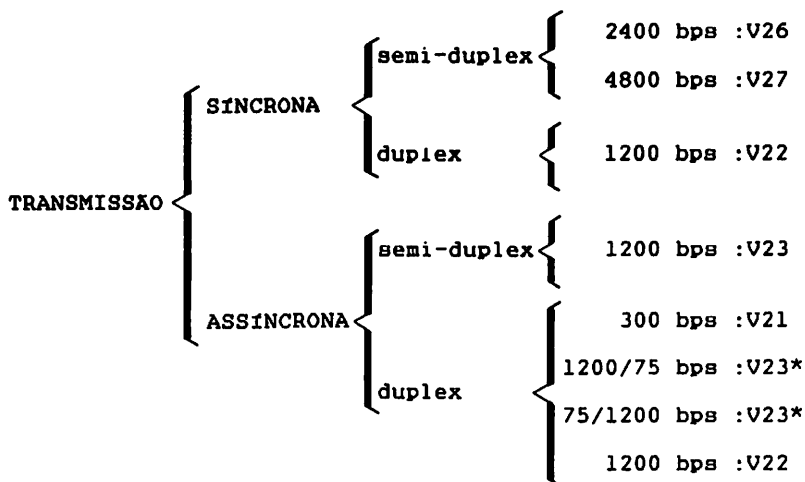 2400 bps :V26
semi-duplex
4800 bps :V27
SÍNCRONA
duplex
1200 bps :V22
TRANSMISSÃO
semi-duplex
1200 bps :V23
300 bps :V21
ASSÍNCRONA
1200/75 bps :V23*
duplex
75/1200 bps :V23*
1200 bps :V22